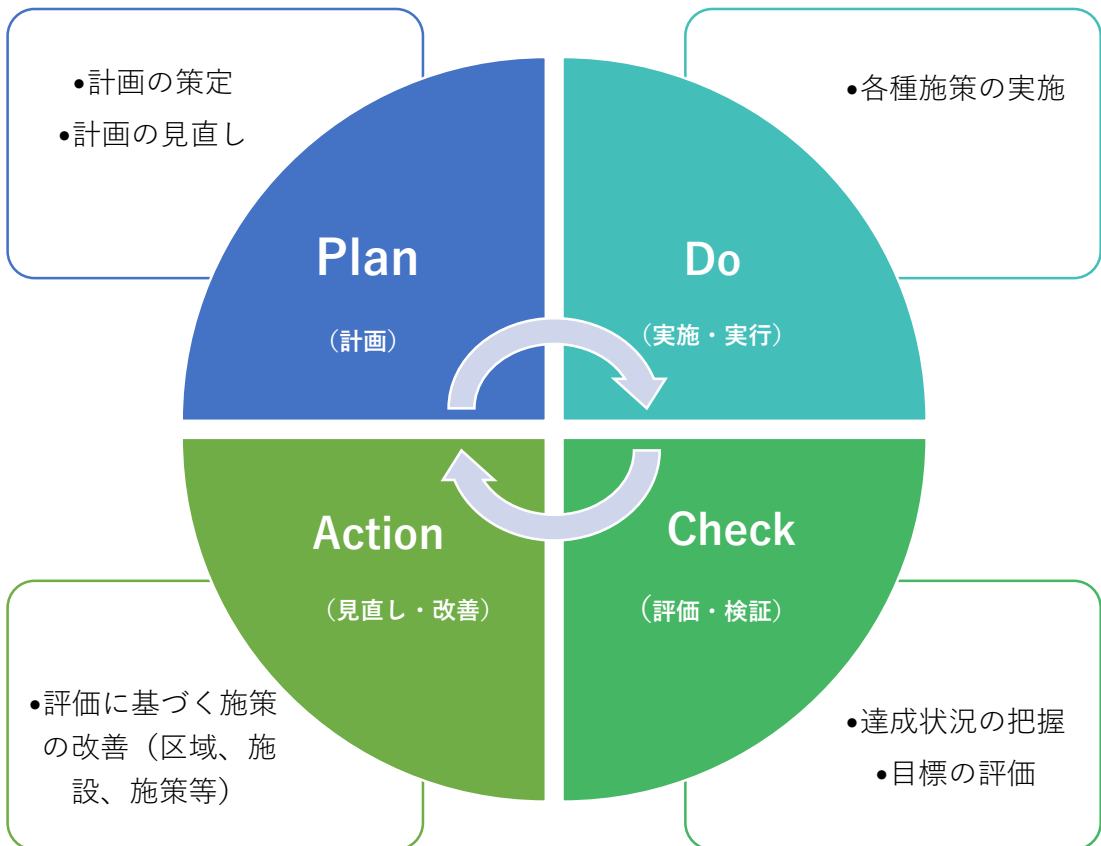 •計画の策定
•計画の見直し
•各種施策の実施
Plan
（計画）
Do
（実施・実行）
Action
（見直し・改善）
Check
（評価・検証）
•評価に基づく施策
の改善（区域、施
設、施策等）
•達成状況の把握
•目標の評価